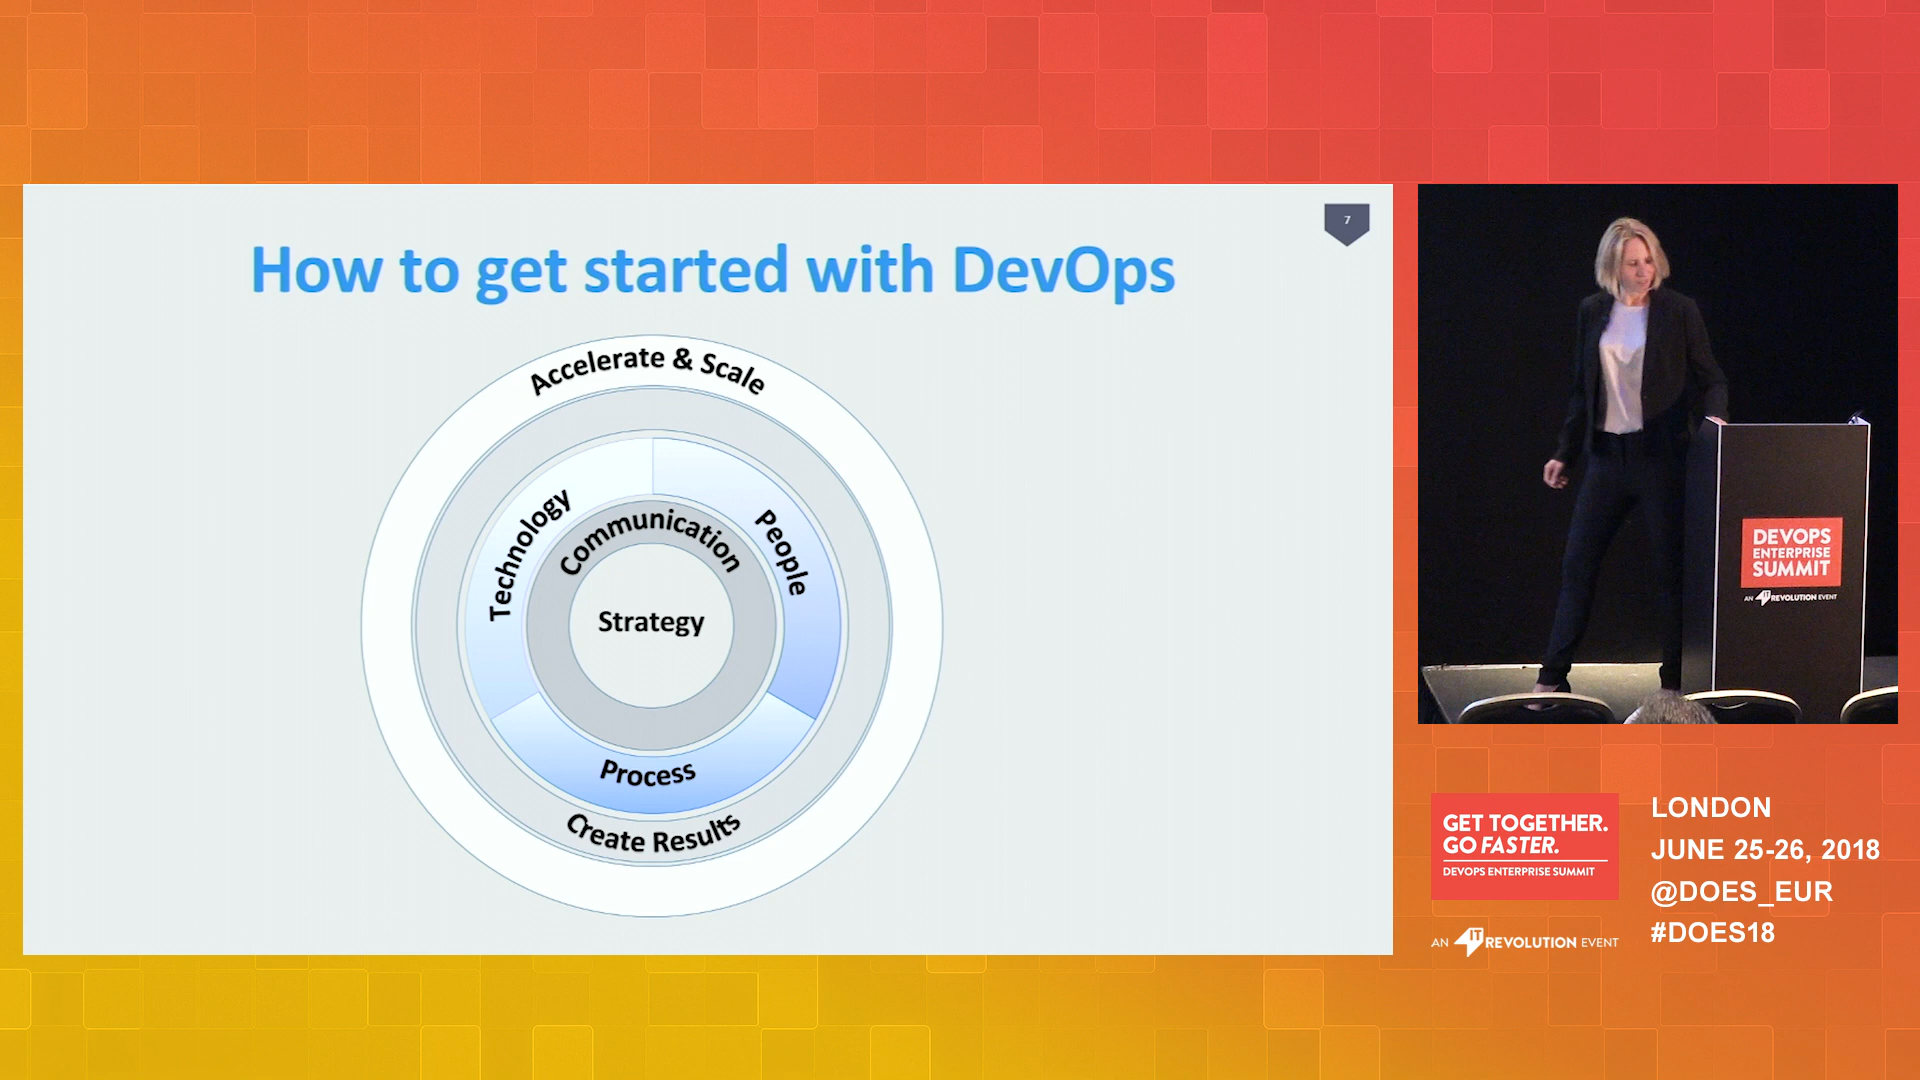 7
How to get started with DevOps
Accelerate & Scale
Technology
People
Communication
Strategy
Process
Create Results
DEVOPS
ENTERPRISE
SUMMIT
AN IT REVOLUTION EVENT
GET TOGETHER.
GO FASTER.
DEVOPS ENTERPRISE SUMMIT
AN IT REVOLUTION EVENT
LONDON
JUNE 25-26, 2018
@DOES_EUR
#DOES18